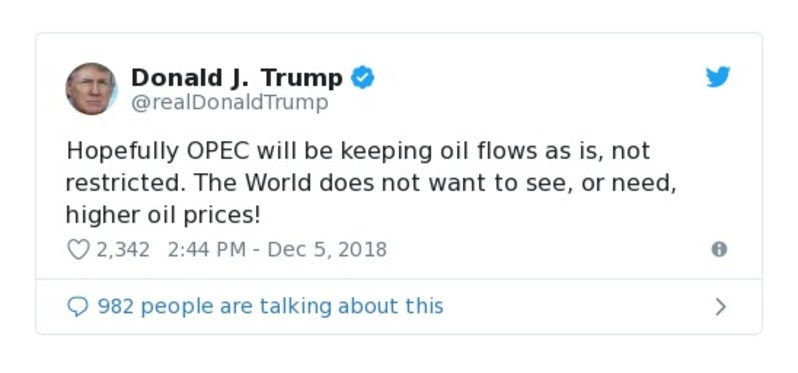 Donald J. Trump
@realDonaldTrump
Hopefully OPEC will be keeping oil flows as is, not
restricted. The World does not want to see, or need,
higher oil prices!
2,342 2:44 PM - Dec 5, 2018
982 people are talking about this